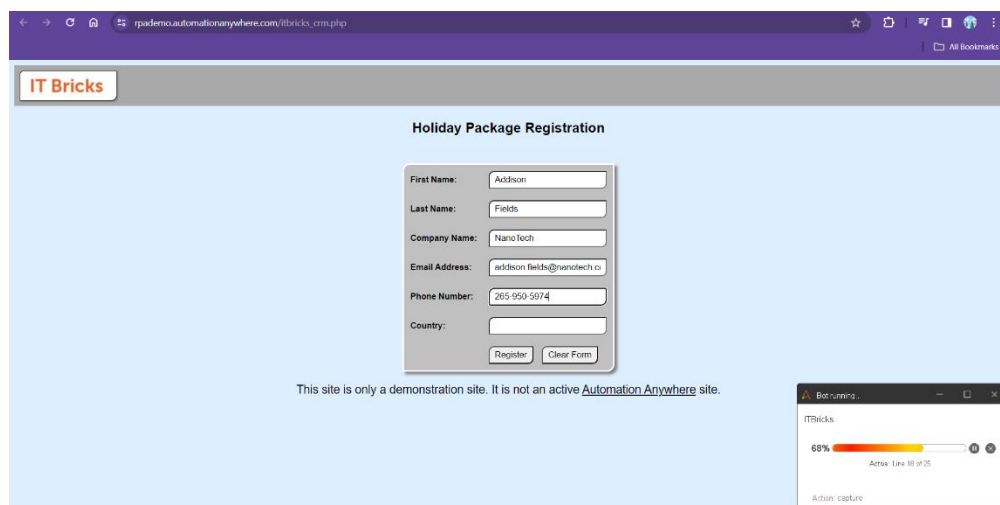 rpademo.automationanywhere.com/itbricks_crm.php
All Bookmarks
IT Bricks
Holiday Package Registration
First Name: Addison
Last Name: Fields
Company Name: NanoTech
Email Address: addison.fields@nanotech.c
Phone Number: 265-950-5974
Country:
Register Clear Form
This site is only a demonstration site. It is not an active Automation Anywhere site.
Bot running..
ITBricks
68%
Active: Line 18 of 25
Action: capture